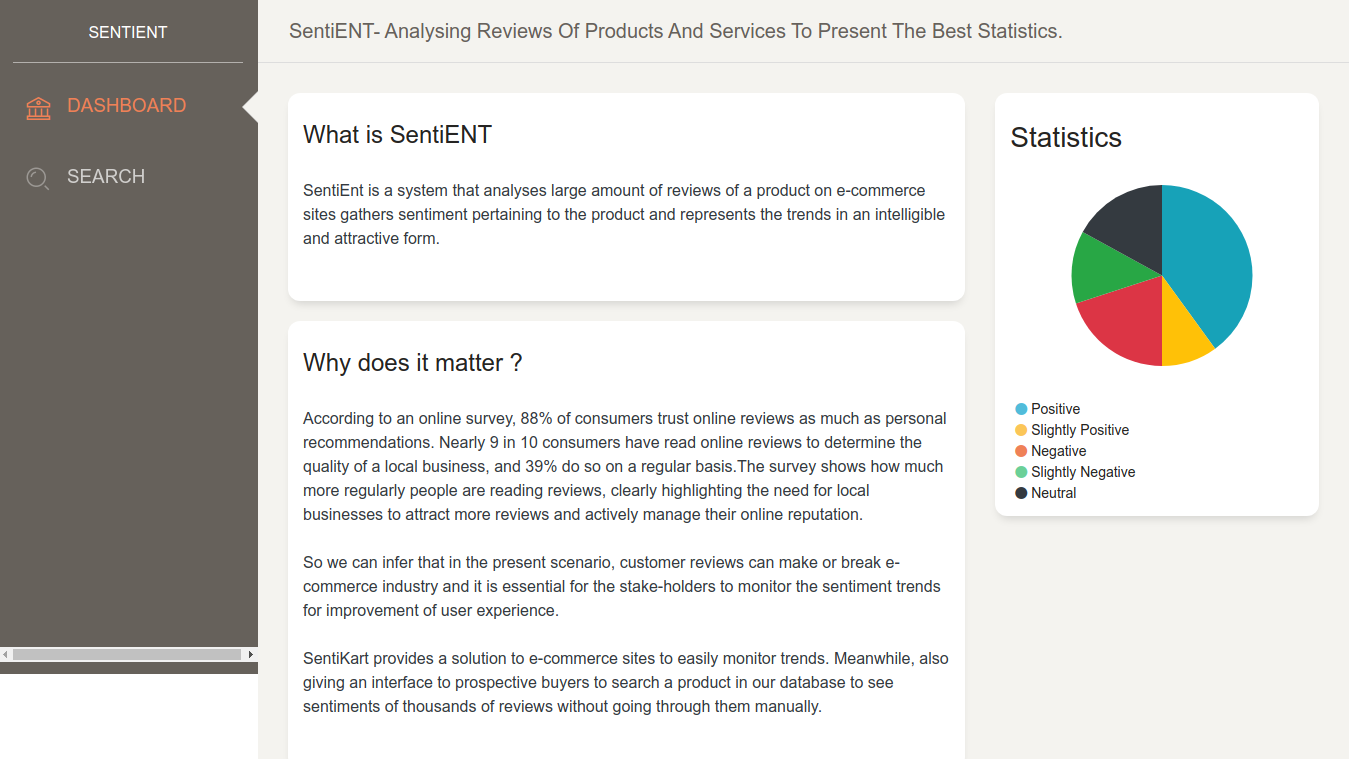 SENTIENT
DASHBOARD
SEARCH
SentiENT- Analysing Reviews Of Products And Services To Present The Best Statistics.
What is SentiENT
SentiEnt is a system that analyses large amount of reviews of a product on e-commerce
sites gathers sentiment pertaining to the product and represents the trends in an intelligible
and attractive form.
Why does it matter ?
According to an online survey, 88% of consumers trust online reviews as much as personal
recommendations. Nearly 9 in 10 consumers have read online reviews to determine the
quality of a local business, and 39% do so on a regular basis.The survey shows how much
more regularly people are reading reviews, clearly highlighting the need for local
businesses to attract more reviews and actively manage their online reputation.
So we can infer that in the present scenario, customer reviews can make or break e-
commerce industry and it is essential for the stake-holders to monitor the sentiment trends
for improvement of user experience.
SentiKart provides a solution to e-commerce sites to easily monitor trends. Meanwhile, also
giving an interface to prospective buyers to search a product in our database to see
sentiments of thousands of reviews without going through them manually.
Statistics
Positive
Slightly Positive
Negative
Slightly Negative
Neutral